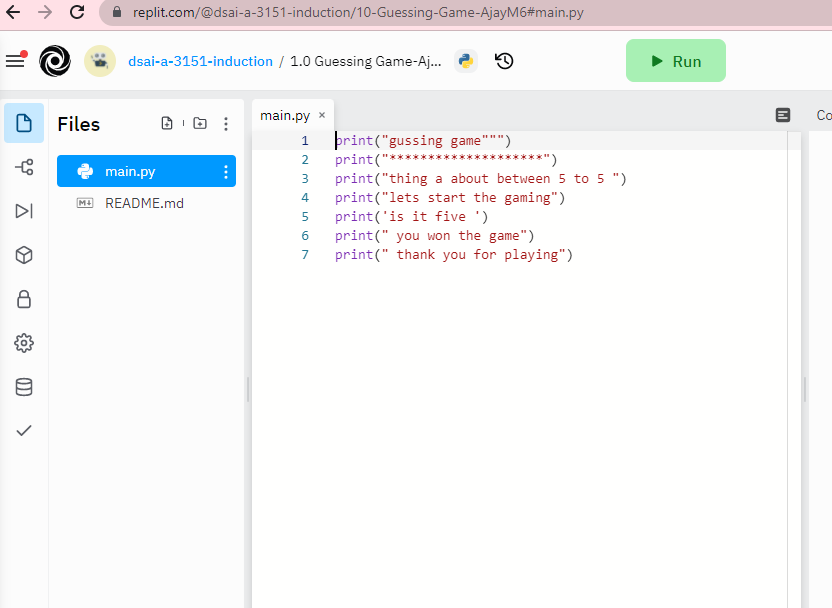 replit.com/@dsai-a-3151-induction/10-Guessing-Game-AjayM6#main.py
dsai-a-3151-induction / 1.0 Guessing Game-Aj...
Run
Files
main.py
README.md
main.py ×
Co
1 print("gussing game""")
2 print("********************")
3 print("thing a about between 5 to 5 ")
4 print("lets start the gaming")
5 print('is it five ')
6 print(" you won the game")
7 print(" thank you for playing")